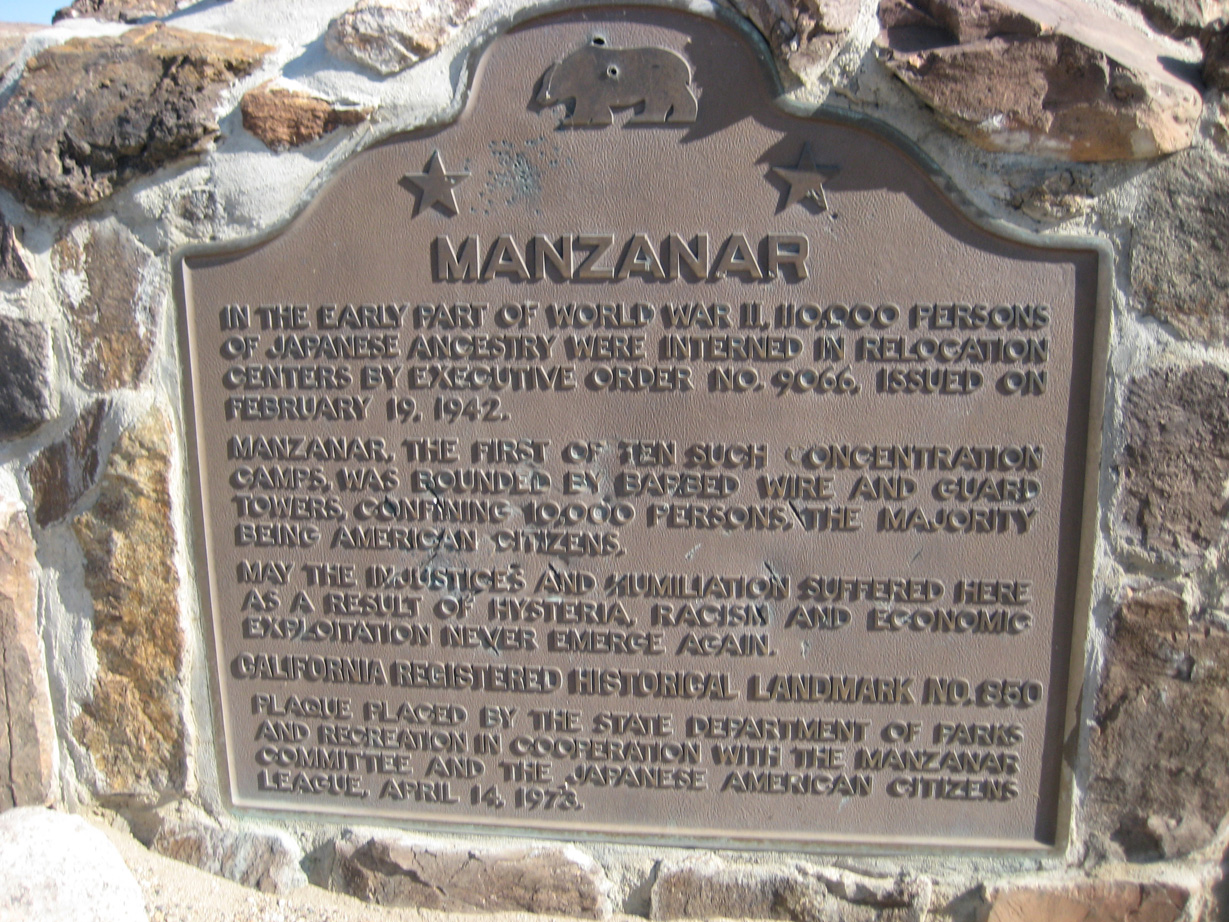 MANZANAR
IN THE EARLY PART OF WORLD WAR II, 110,000 PERSONS
OF JAPANESE ANCESTRY WERE INTERNED IN RELOCATION
CENTERS BY EXECUTIVE ORDER NO. 9066, ISSUED ON
FEBRUARY 19, 1942.
MANZANAR, THE FIRST OF TEN SUCH CONCENTRATION
CAMPS, WAS BOUNDED BY BARBED WIRE AND GUARD
TOWERS, CONFINING 10,000 PERSONS, THE MAJORITY
BEING AMERICAN CITIZENS.
MAY THE INJUSTICES AND HUMILIATION SUFFERED HERE
AS A RESULT OF HYSTERIA, RACISM AND ECONOMIC
EXPLOITATION NEVER EMERGE AGAIN.
CALIFORNIA REGISTERED HISTORICAL LANDMARK NO. 850
PLAQUE PLACED BY THE STATE DEPARTMENT OF PARKS
AND RECREATION IN COOPERATION WITH THE MANZANAR
COMMITTEE AND THE JAPANESE AMERICAN CITIZENS
LEAGUE, APRIL 14, 1973.